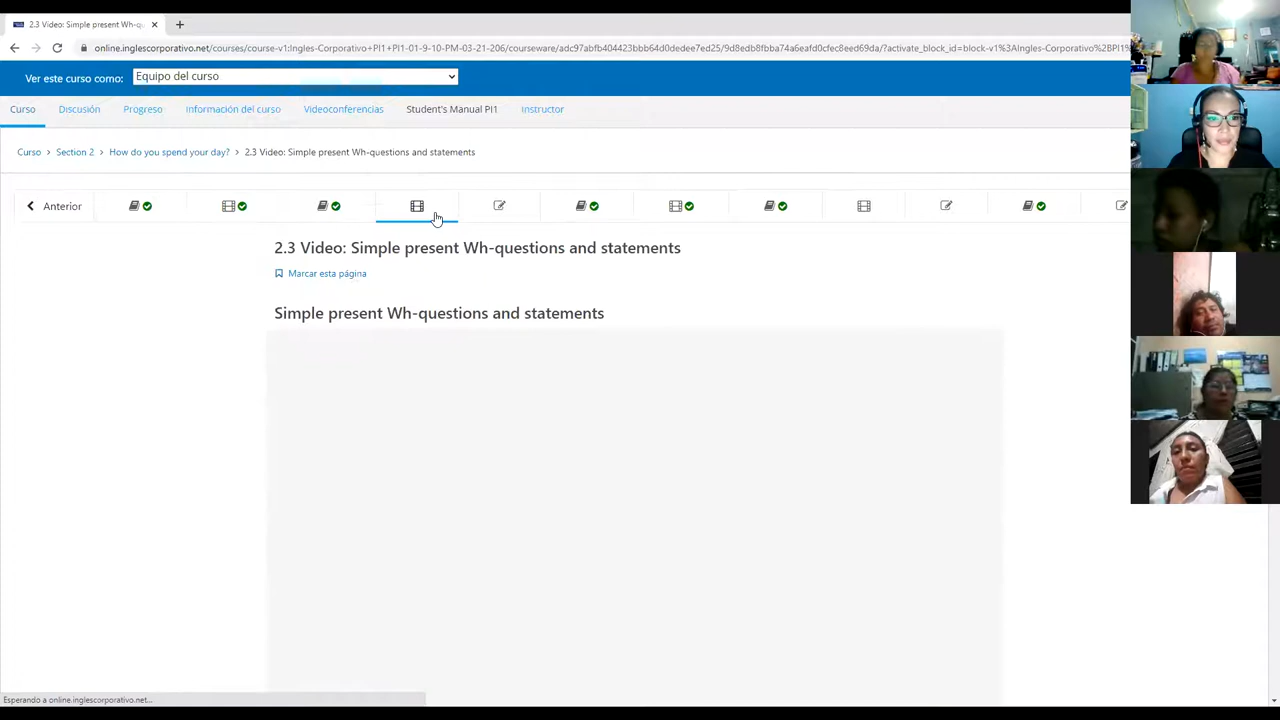 2.3 Video: Simple present Wh-qu
online.inglescorporativo.net/courses/course-v1:Ingles-Corporativo+PI1+PI1-01-9-10-PM-03-21-206/courseware/adc97abfb404423bbb64d0dedee7ed25/9d8edb8fbba74a6eafd0cfec8eed69da/?activate_block_id=block-v1%3AIngles-Corporativo%2BPI1%
Ver este curso como:
Equipo del curso
Curso
Discusión
Progreso
Información del curso
Videoconferencias
Student's Manual PI1
Instructor
Curso > Section 2 > How do you spend your day? > 2.3 Video: Simple present Wh-questions and statements
Anterior
2.3 Video: Simple present Wh-questions and statements
Marcar esta página
Simple present Wh-questions and statements
Esperando a online.inglescorporativo.net...